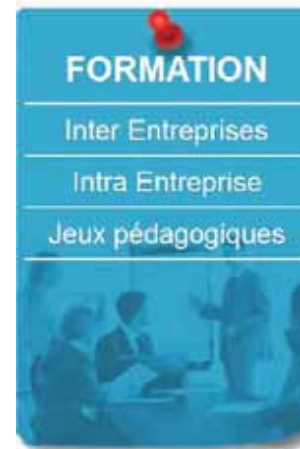 FORMATION
Inter Entreprises
Intra Entreprise
Jeux pédagogiques